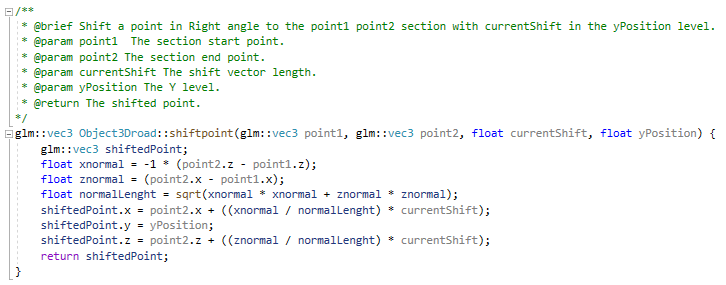 /**
 * @brief Shift a point in Right angle to the point1 point2 section with currentShift in the yPosition level.
 * @param point1  The section start point.
 * @param point2 The section end point.
 * @param currentShift The shift vector length.
 * @param yPosition The Y level.
 * @return The shifted point.
*/
glm::vec3 Object3Droad::shiftpoint(glm::vec3 point1, glm::vec3 point2, float currentShift, float yPosition) {
    glm::vec3 shiftedPoint;
    float xnormal = -1 * (point2.z - point1.z);
    float znormal = (point2.x - point1.x);
    float normalLenght = sqrt(xnormal * xnormal + znormal * znormal);
    shiftedPoint.x = point2.x + ((xnormal / normalLenght) * currentShift);
    shiftedPoint.y = yPosition;
    shiftedPoint.z = point2.z + ((znormal / normalLenght) * currentShift);
    return shiftedPoint;
}